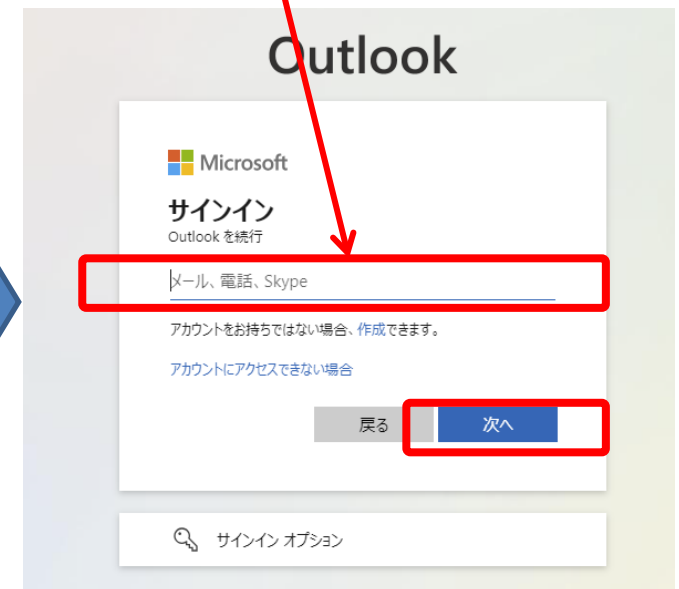 Outlook
Microsoft
サインイン
Outlook を続行
メール、電話、Skype
アカウントをお持ちではない場合、作成できます。
アカウントにアクセスできない場合
戻る 次へ
サインイン オプション